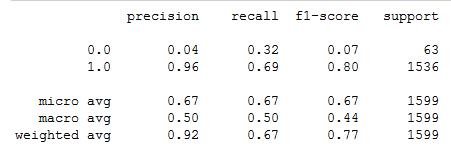 precision recall f1-score support
0.0 0.04 0.32 0.07 63
1.0 0.96 0.69 0.80 1536
micro avg 0.67 0.67 0.67 1599
macro avg 0.50 0.50 0.44 1599
weighted avg 0.92 0.67 0.77 1599